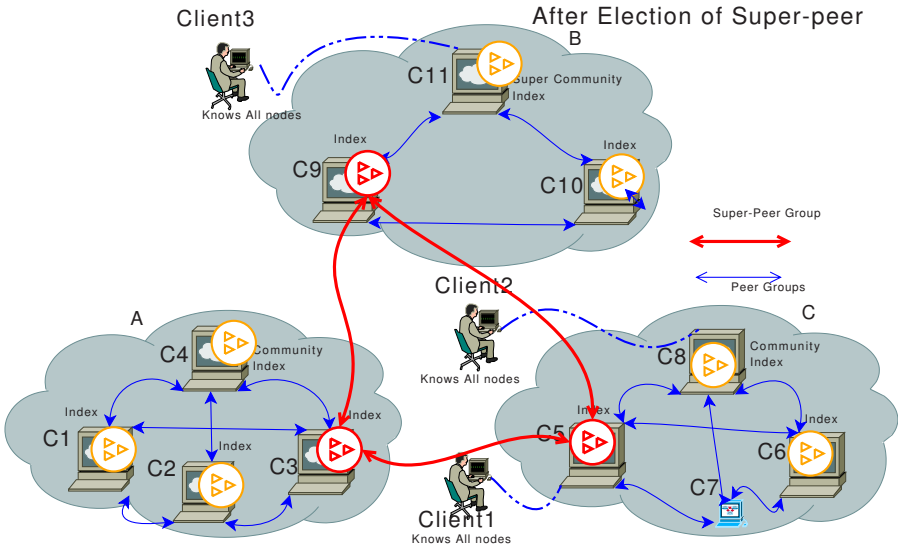 After Election of Super-peer
Client3
B
C11
Super Community
Index
Knows All nodes
Index
Index
C9
C10
Super-Peer Group
Peer Groups
Client2
A
C
C4
Community
Index
C8
Community
Index
Knows All nodes
Index
Index
Index
Index
C1
C5
C6
Index
C2
C3
C7
Client1
Knows All nodes